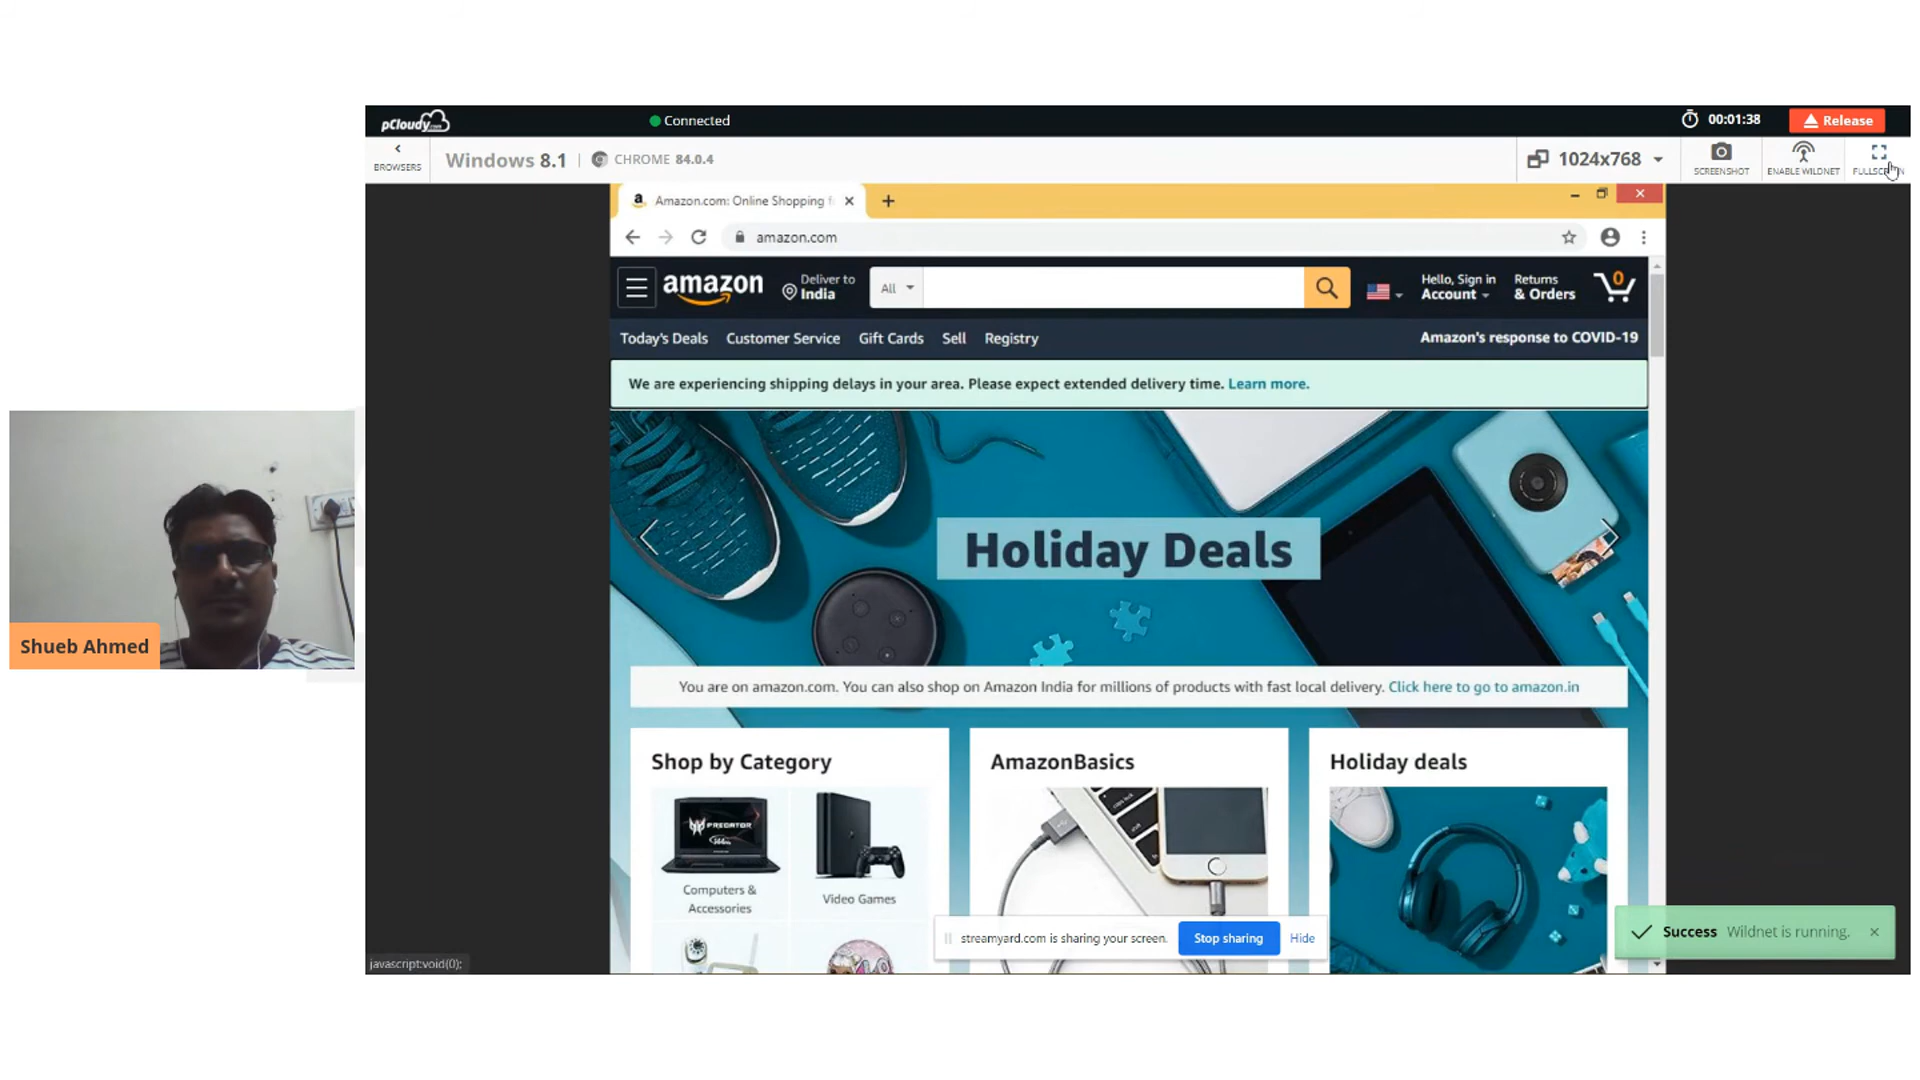 pCloudy.com
Connected
00:01:38
Release
BROWSERS
Windows 8.1 | CHROME 84.0.4
1024x768
SCREENSHOT
ENABLE WILDNET
Amazon.com: Online Shopping f
amazon.com
amazon
Deliver to
India
All
Hello, Sign in
Account
Returns
& Orders
0
Today's Deals Customer Service Gift Cards Sell Registry
Amazon's response to COVID-19
We are experiencing shipping delays in your area. Please expect extended delivery time. Learn more.
Holiday Deals
You are on amazon.com. You can also shop on Amazon India for millions of products with fast local delivery. Click here to go to amazon.in
Shueb Ahmed
Shop by Category
AmazonBasics
Holiday deals
PREDATOR
Computers &
Accessories
Video Games
streamyard.com is sharing your screen.
Stop sharing
Hide
Success Wildnet is running.
javascript:void(0);